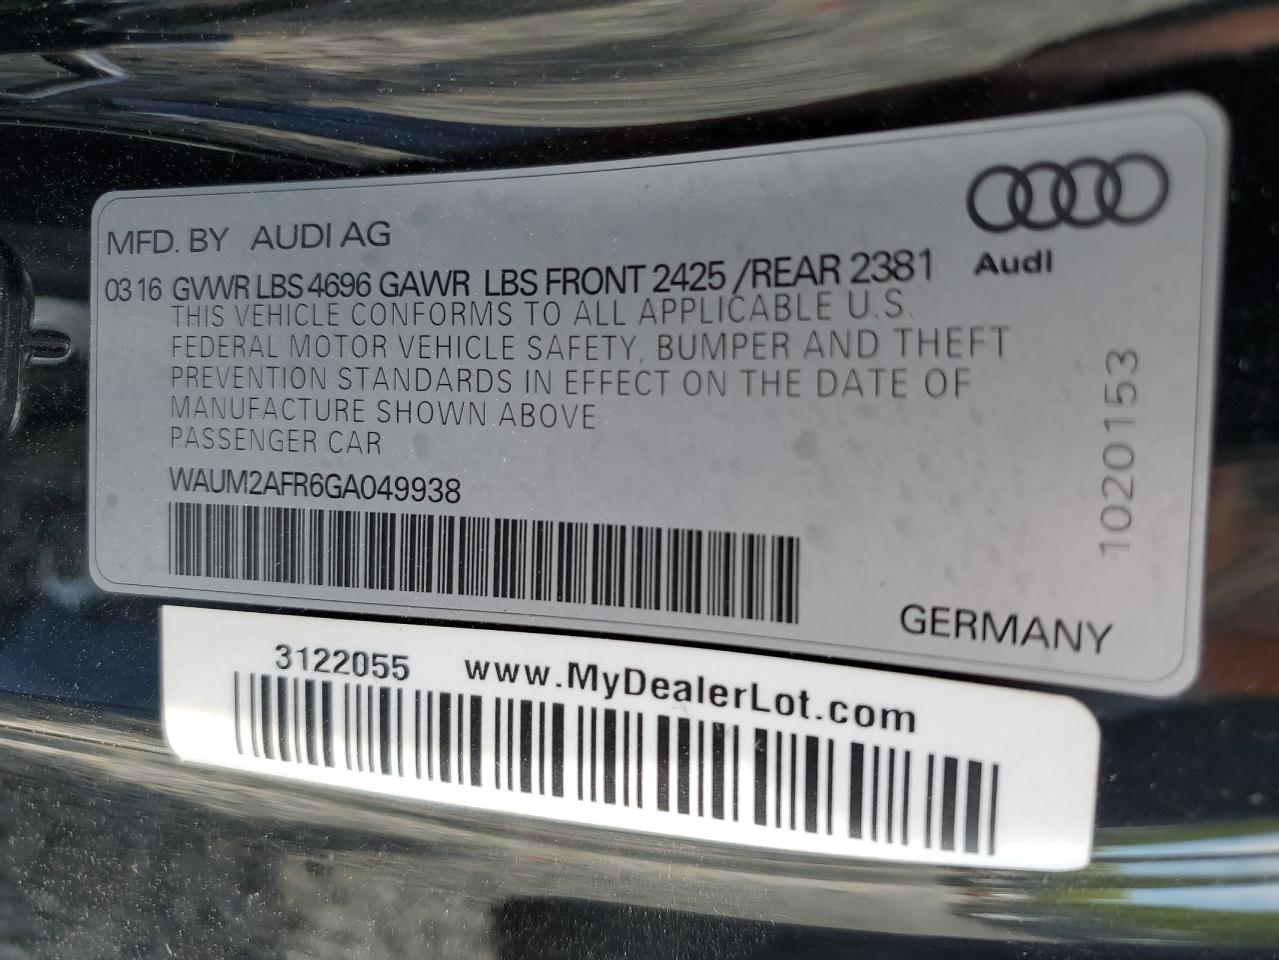 MFD. BY AUDI AG
Audi
03 16 GVWR LBS 4696 GAWR LBS FRONT 2425 /REAR 2381
THIS VEHICLE CONFORMS TO ALL APPLICABLE U.S.
FEDERAL MOTOR VEHICLE SAFETY, BUMPER AND THEFT
PREVENTION STANDARDS IN EFFECT ON THE DATE OF
MANUFACTURE SHOWN ABOVE
PASSENGER CAR
WAUM2AFR6GA049938
1020153
GERMANY
3122055 www.MyDealerLot.com